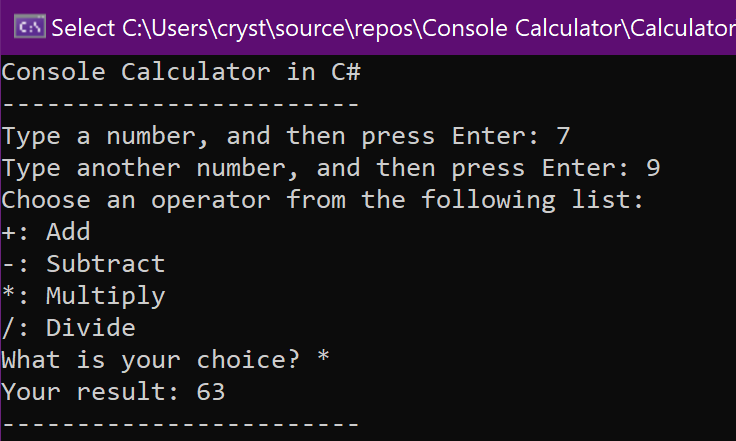 Select C:\Users\cryst\source\repos\Console Calculator\Calculator
Console Calculator in C#
------------------------
Type a number, and then press Enter: 7
Type another number, and then press Enter: 9
Choose an operator from the following list:
+: Add
-: Subtract
*: Multiply
/: Divide
What is your choice? *
Your result: 63
------------------------